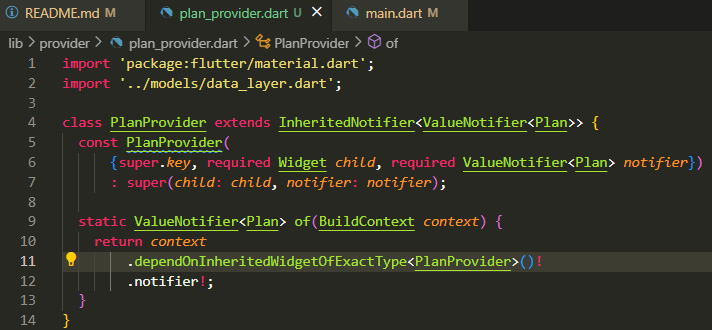 README.md M plan_provider.dart U × main.dart M
lib > provider > plan_provider.dart > PlanProvider > of
1 import 'package:flutter/material.dart';
2 import '../models/data_layer.dart';
3
4 class PlanProvider extends InheritedNotifier<ValueNotifier<Plan>> {
5 const PlanProvider(
6 {super.key, required Widget child, required ValueNotifier<Plan> notifier})
7 : super(child: child, notifier: notifier);
8
9 static ValueNotifier<Plan> of(BuildContext context) {
10 return context
11 .dependOnInheritedWidgetOfExactType<PlanProvider>()!
12 .notifier!;
13 }
14 }